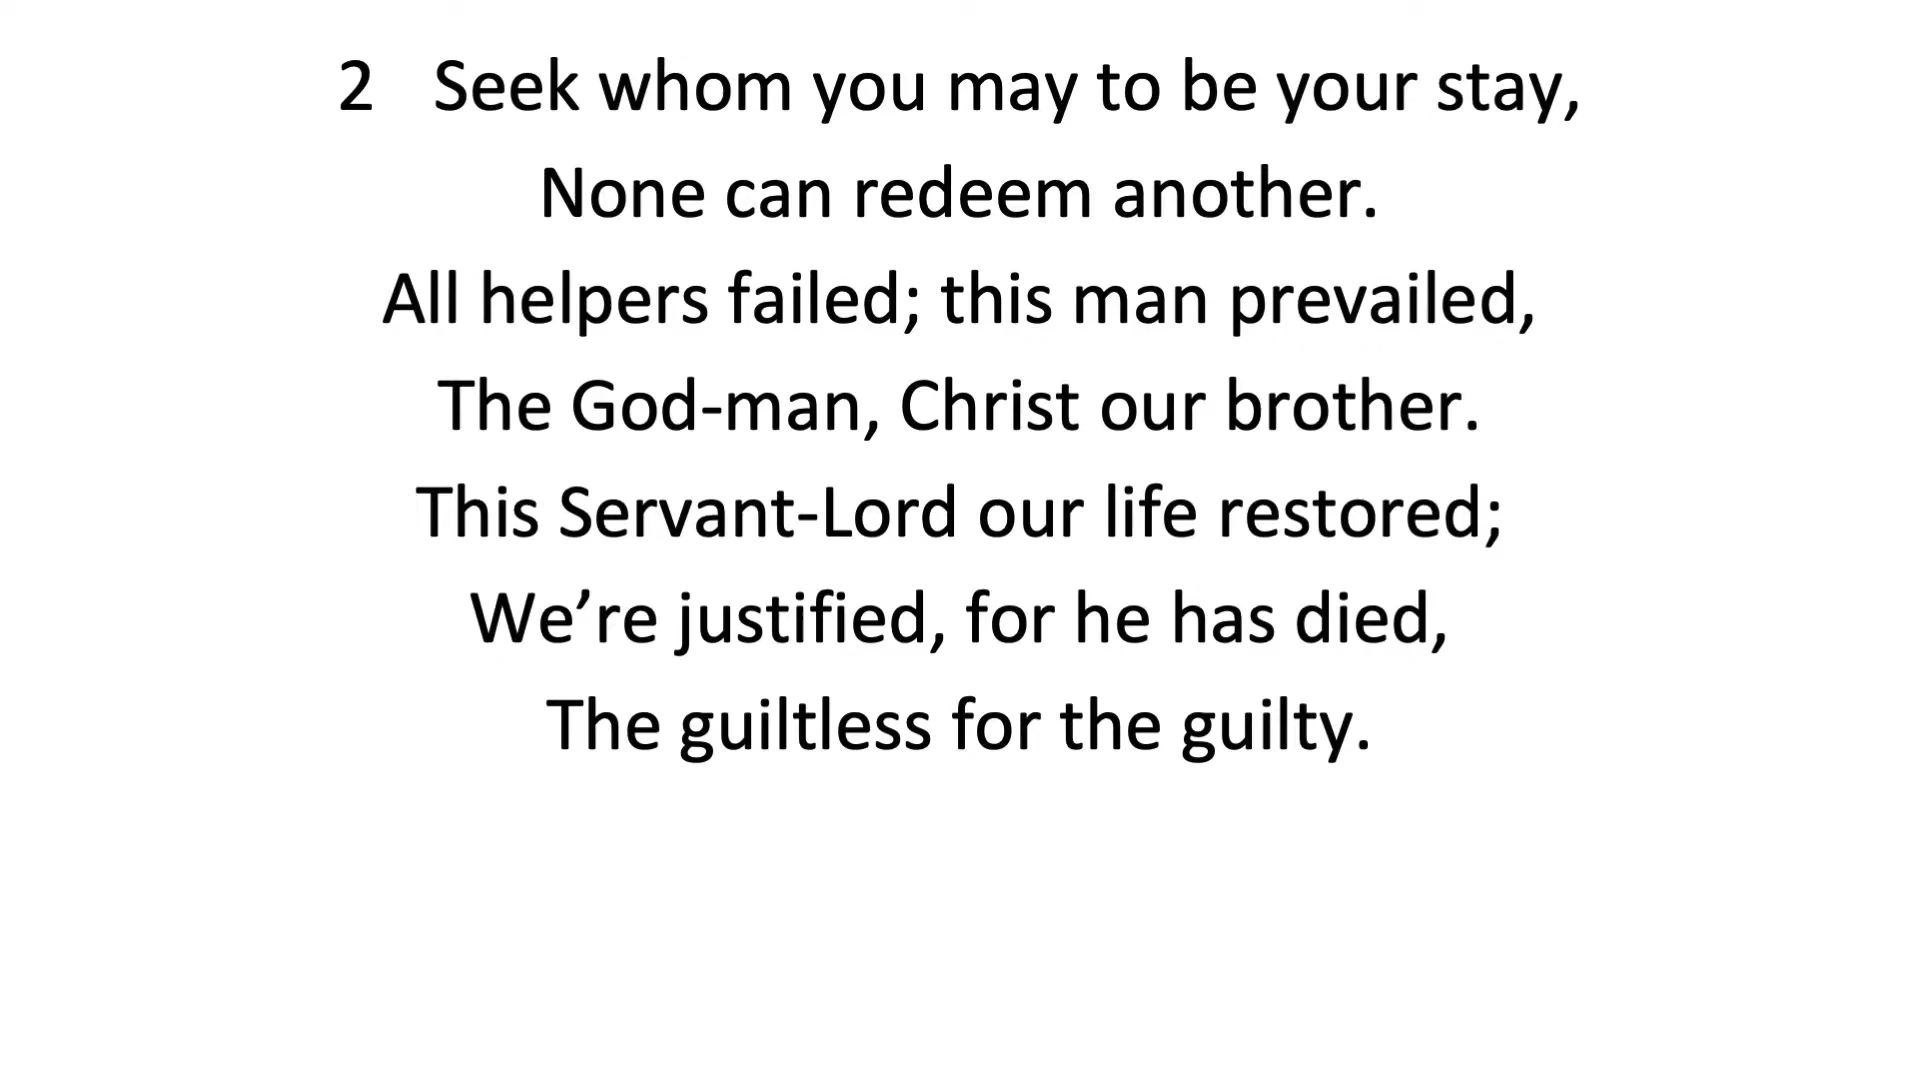 2 Seek whom you may to be your stay,
None can redeem another.
All helpers failed; this man prevailed,
The God-man, Christ our brother.
This Servant-Lord our life restored;
We’re justified, for he has died,
The guiltless for the guilty.